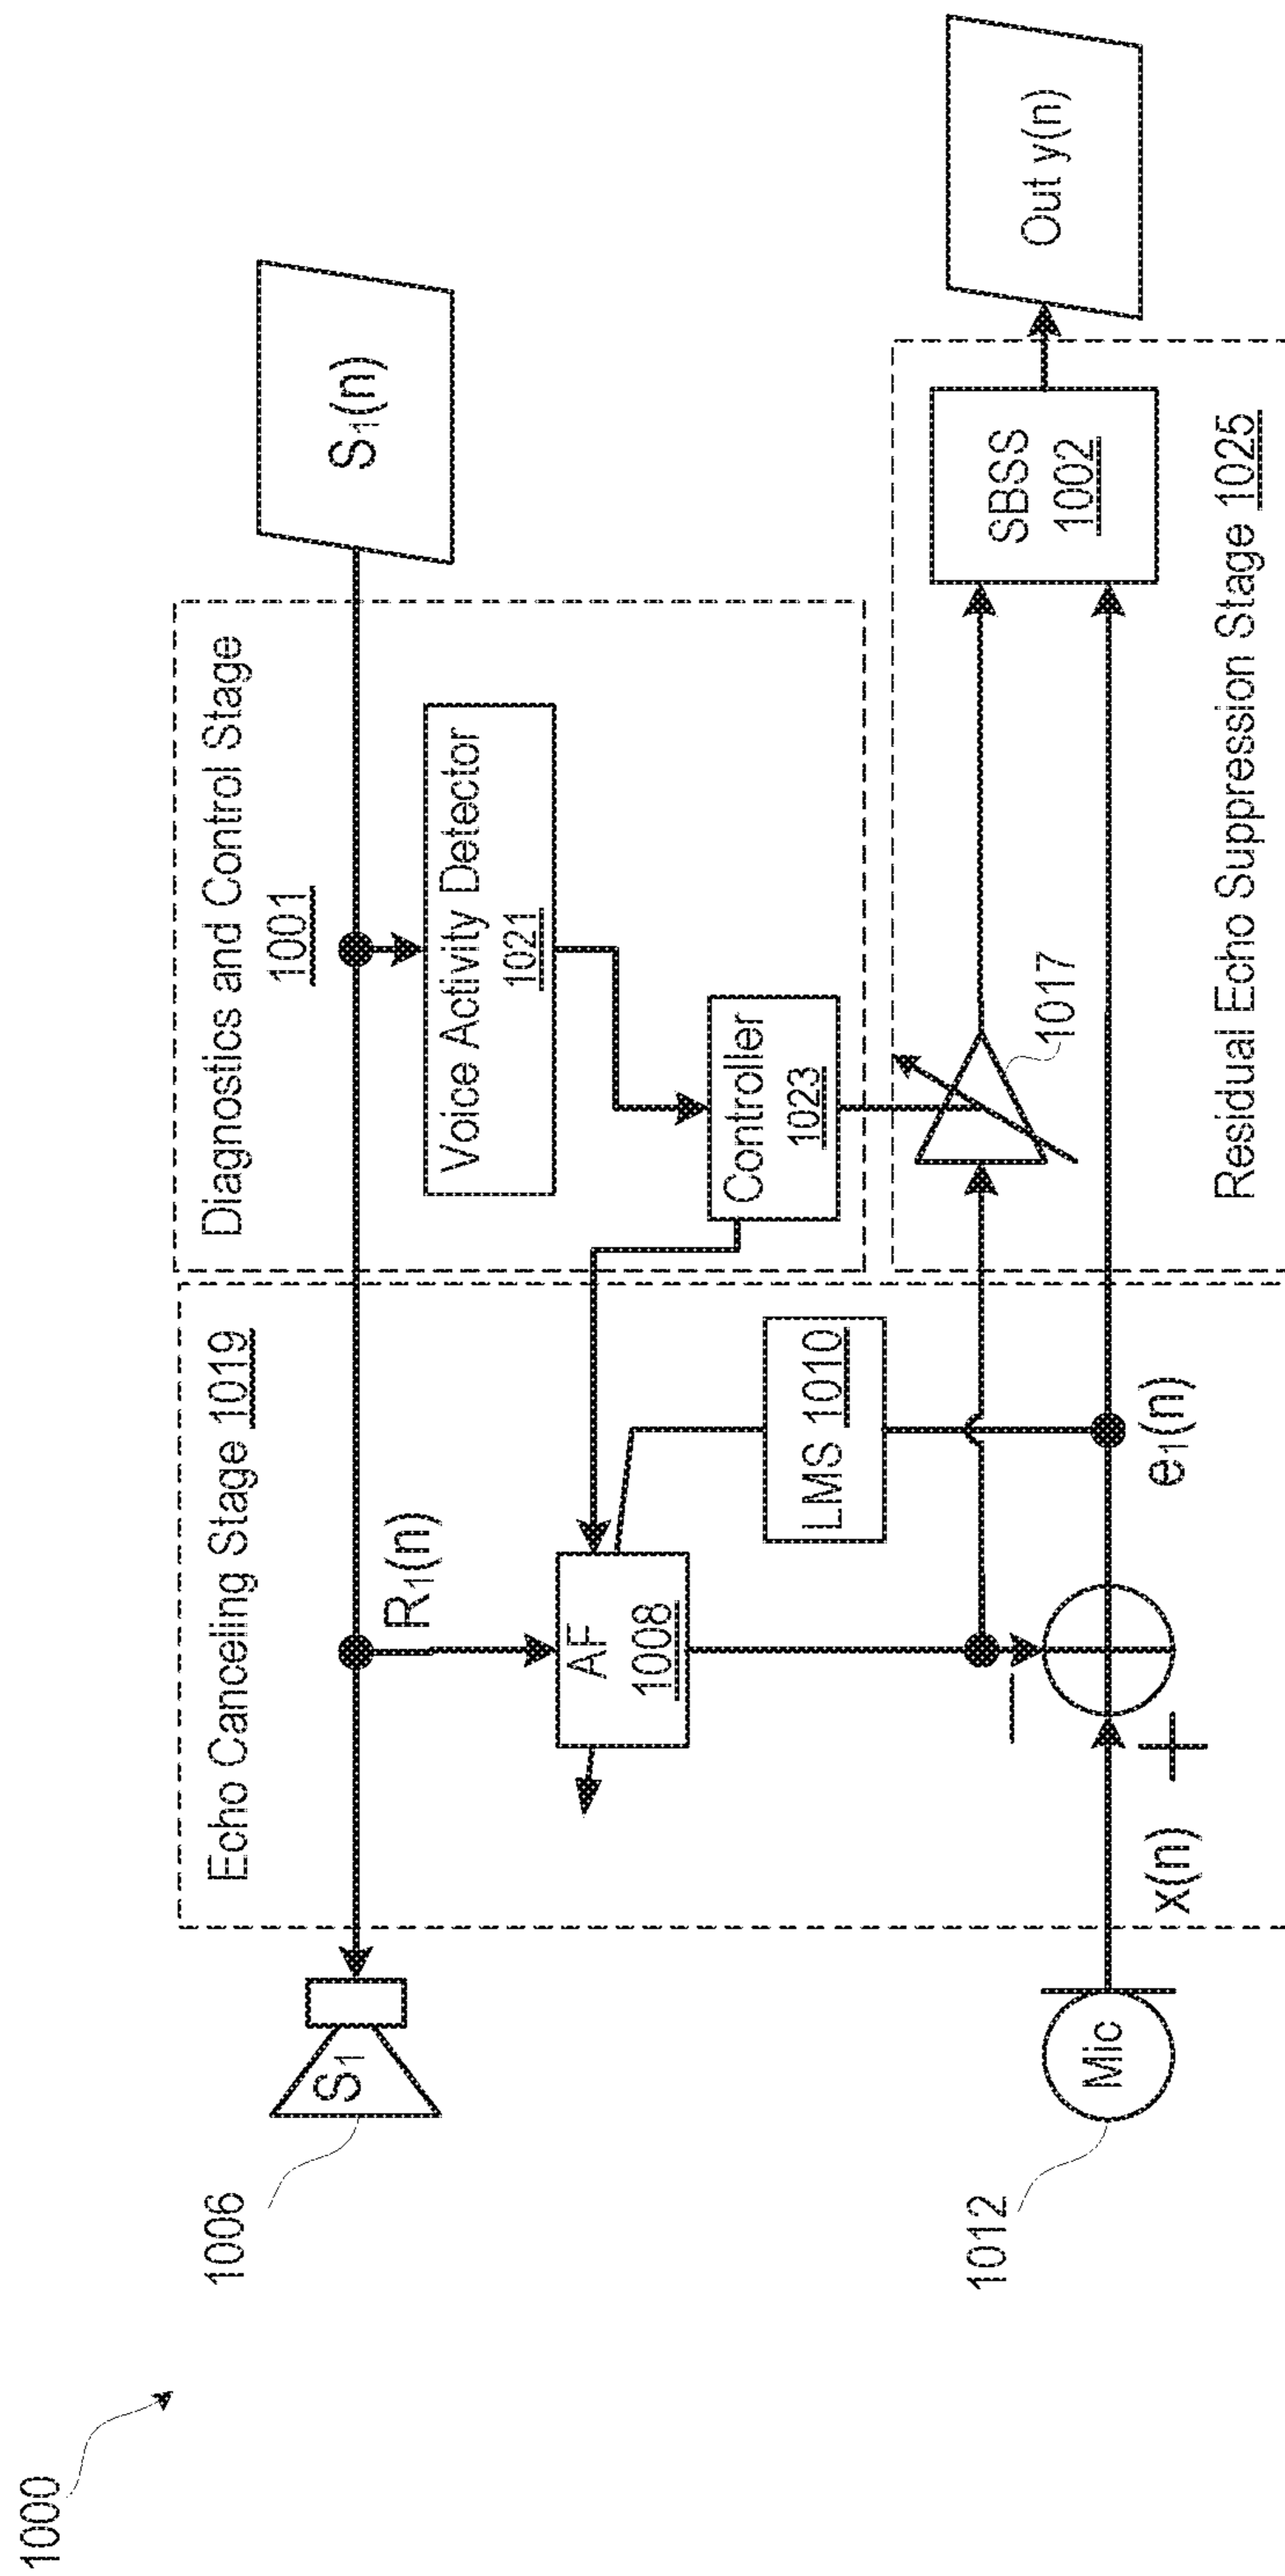 1000
1006
S₁
Echo Canceling Stage 1019
R₁(n)
AF
1008
LMS 1010
Diagnostics and Control Stage
1001
Voice Activity Detector
1021
Controller
1023
S₁(n)
1012
Mic
x(n)
+
−
e₁(n)
1017
SBSS
1002
Residual Echo Suppression Stage 1025
Out y(n)